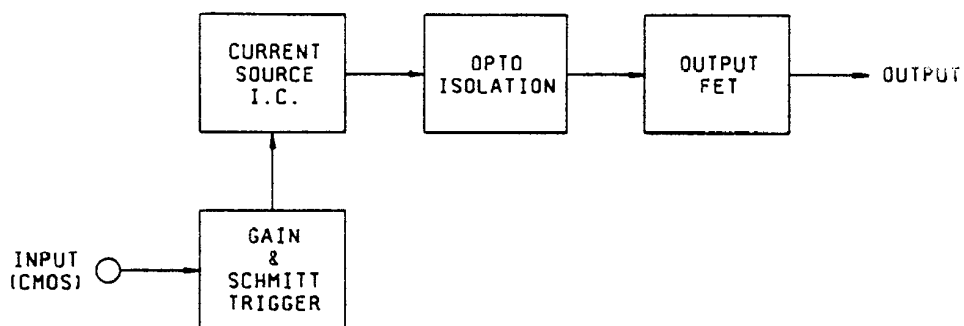 CURRENT
SOURCE
I.C.
OPTO
ISOLATION
OUTPUT
FET
OUTPUT
INPUT
(CMOS)
GAIN
&
SCHMITT
TRIGGER